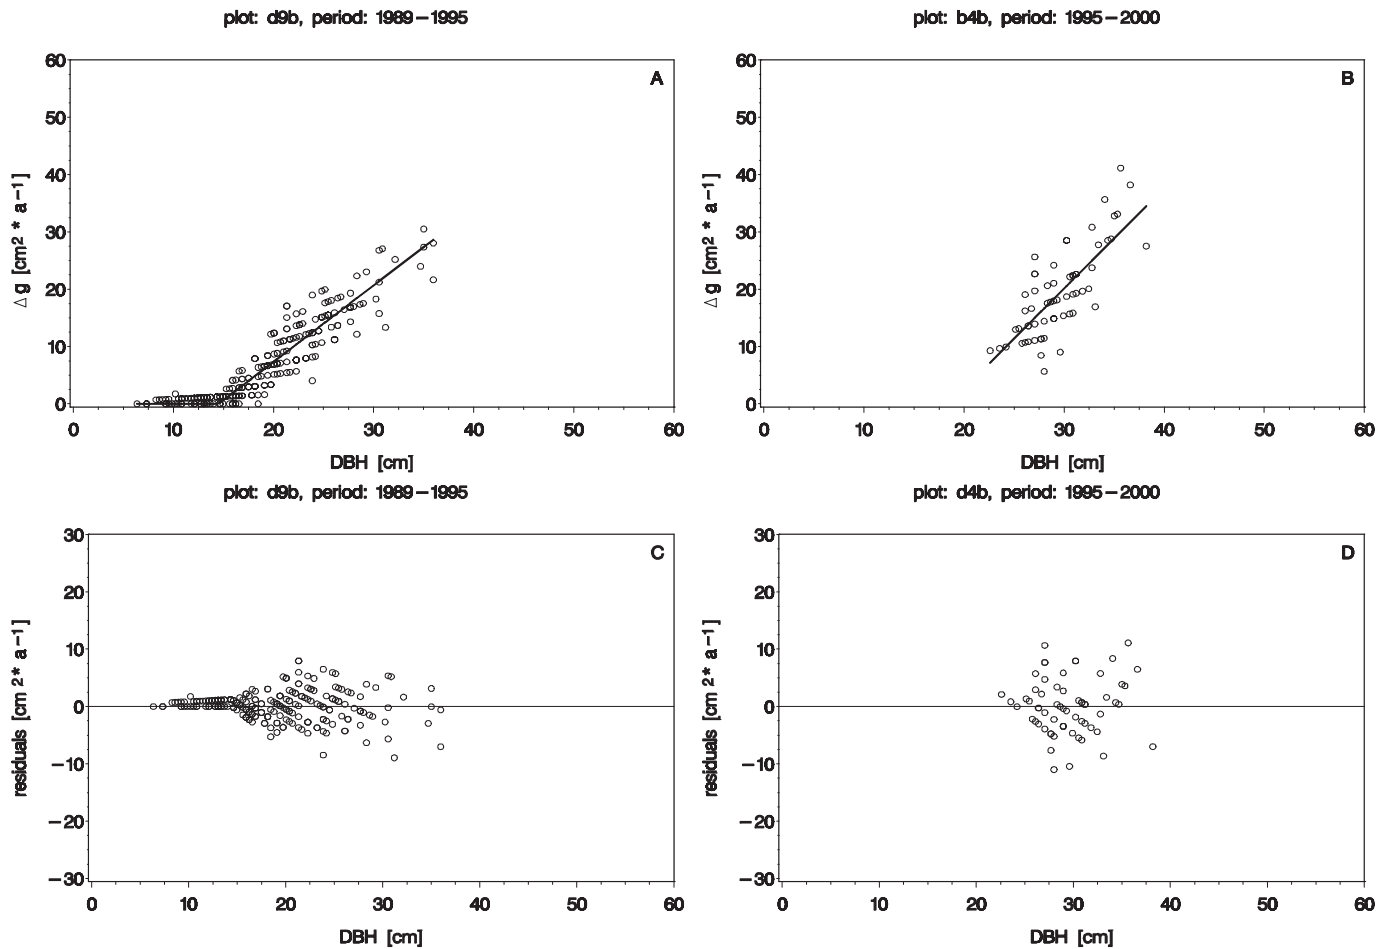 plot: d9b, period: 1989−1995
A
Δ g [cm² * a⁻¹]
60
50
40
30
20
10
0
0 10 20 30 40 50 60
DBH [cm]
plot: b4b, period: 1995−2000
B
Δ g [cm² * a⁻¹]
60
50
40
30
20
10
0
0 10 20 30 40 50 60
DBH [cm]
plot: d9b, period: 1989−1995
C
residuals [cm²* a⁻¹]
30
20
10
0
−10
−20
−30
0 10 20 30 40 50 60
DBH [cm]
plot: d4b, period: 1995−2000
D
residuals [cm²* a⁻¹]
30
20
10
0
−10
−20
−30
0 10 20 30 40 50 60
DBH [cm]